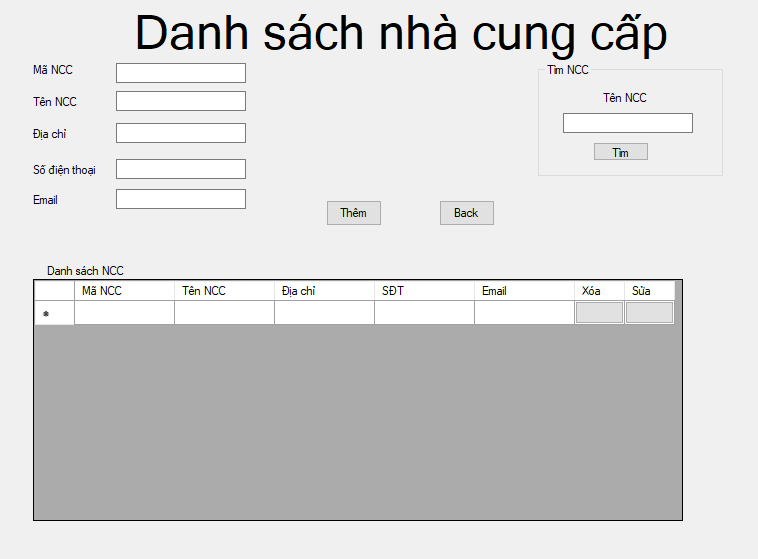 Danh sách nhà cung cấp
Mã NCC
Tên NCC
Địa chỉ
Số điện thoại
Email
Tìm NCC
Tên NCC
Tìm
Thêm
Back
Danh sách NCC
Mã NCC Tên NCC Địa chỉ SĐT Email Xóa Sửa
*